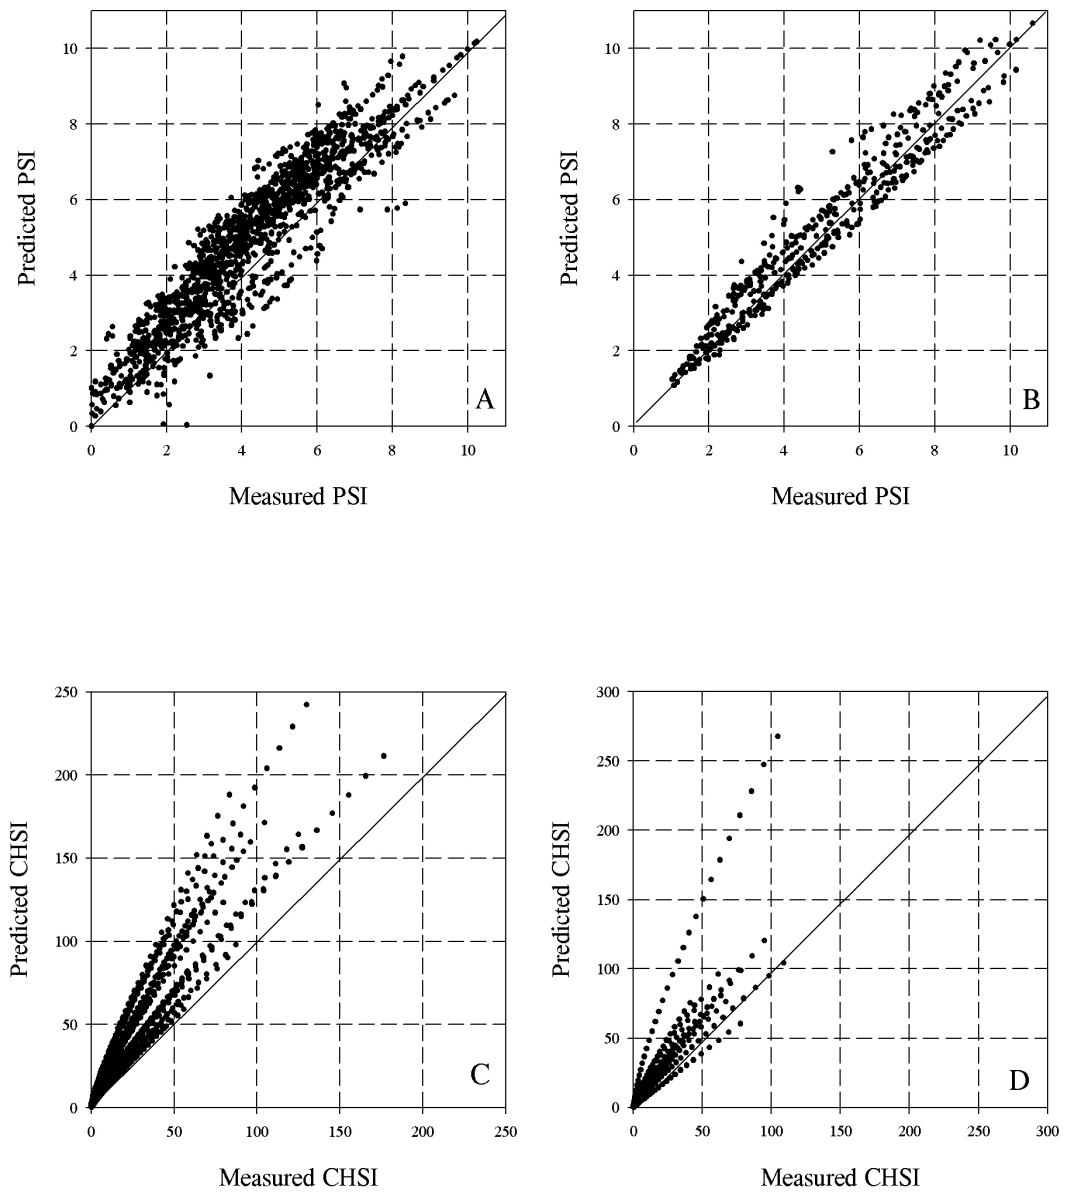 10
8
6
4
2
0
0 2 4 6 8 10
Predicted PSI
Measured PSI
A
10
8
6
4
2
0
0 2 4 6 8 10
Predicted PSI
Measured PSI
B
250
200
150
100
50
0
0 50 100 150 200 250
Predicted CHSI
Measured CHSI
C
300
250
200
150
100
50
0
0 50 100 150 200 250 300
Predicted CHSI
Measured CHSI
D